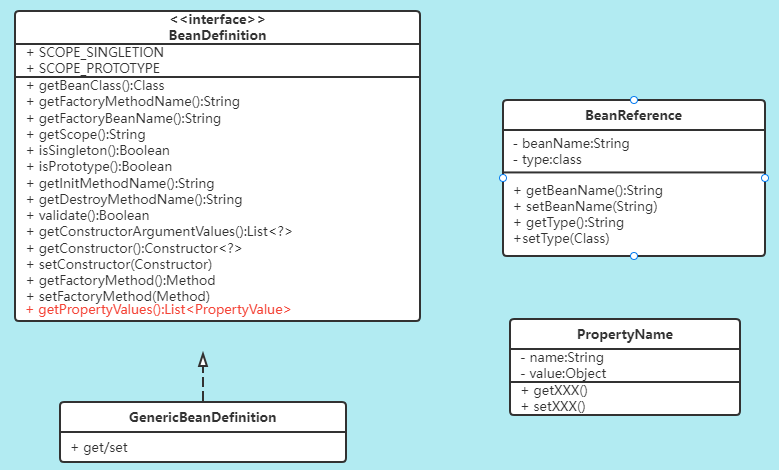 <<interface>>
BeanDefinition
+ SCOPE_SINGLETION
+ SCOPE_PROTOTYPE
+ getBeanClass():Class
+ getFactoryMethodName():String
+ getFactoryBeanName():String
+ getScope():String
+ isSingleton():Boolean
+ isPrototype():Boolean
+ getInitMethodName():String
+ getDestroyMethodName():String
+ validate():Boolean
+ getConstructorArgumentValues():List<?>
+ getConstructor():Constructor<?>
+ setConstructor(Constructor)
+ getFactoryMethod():Method
+ setFactoryMethod(Method)
+ getPropertyValues():List<PropertyValue>
GenericBeanDefinition
+ get/set
BeanReference
- beanName:String
- type:class
+ getBeanName():String
+ setBeanName(String)
+ getType():String
+setType(Class)
PropertyName
- name:String
- value:Object
+ getXXX()
+ setXXX()